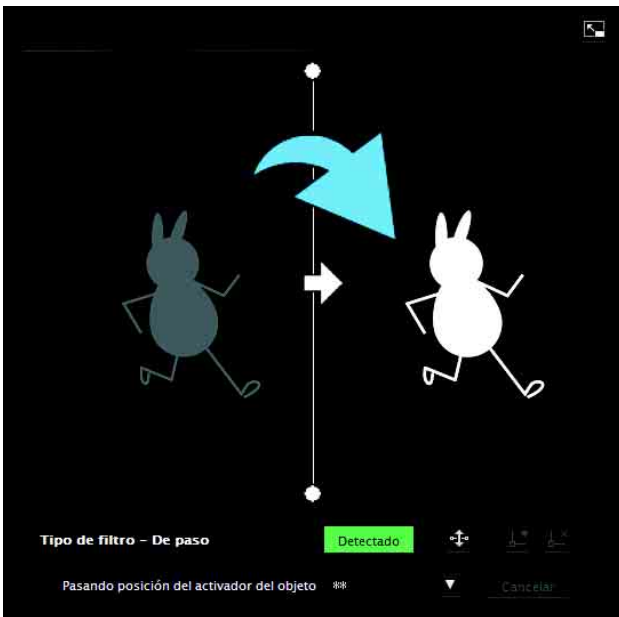 Tipo de filtro – De paso
Detectado
Pasando posición del activador del objeto **
Cancelar